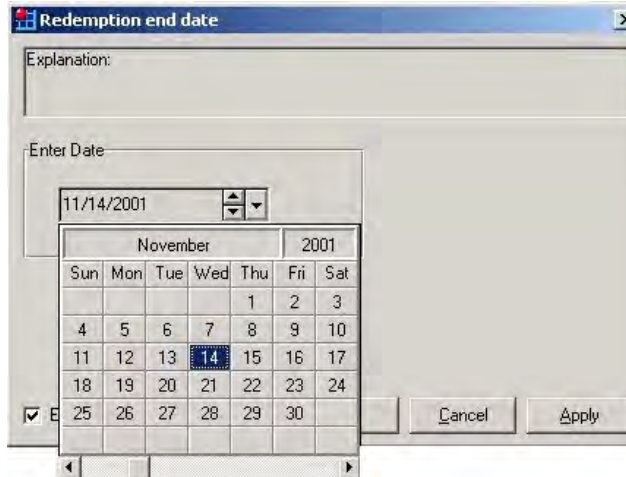 Redemption end date
Explanation:
Enter Date
11/14/2001
November 2001
Sun Mon Tue Wed Thu Fri Sat
1 2 3
4 5 6 7 8 9 10
11 12 13 14 15 16 17
18 19 20 21 22 23 24
25 26 27 28 29 30
E
Cancel Apply